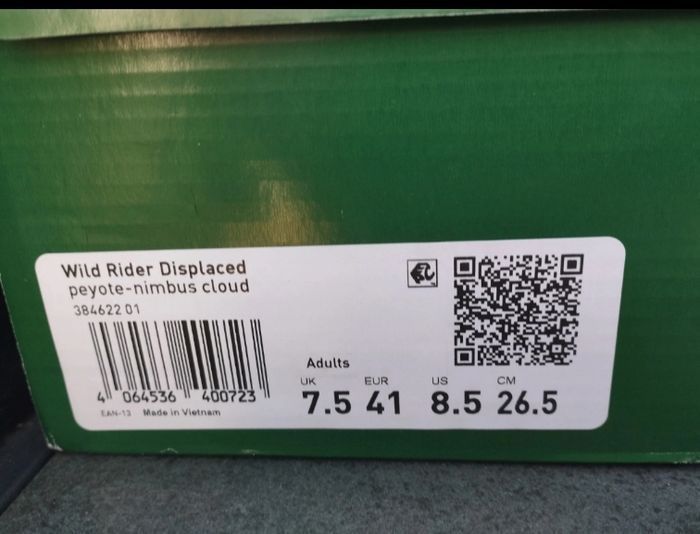 Wild Rider Displaced
peyote-nimbus cloud
384622 01
4 064536 400723
EAN-13 Made in Vietnam
Adults
UK EUR US CM
7.5 41 8.5 26.5